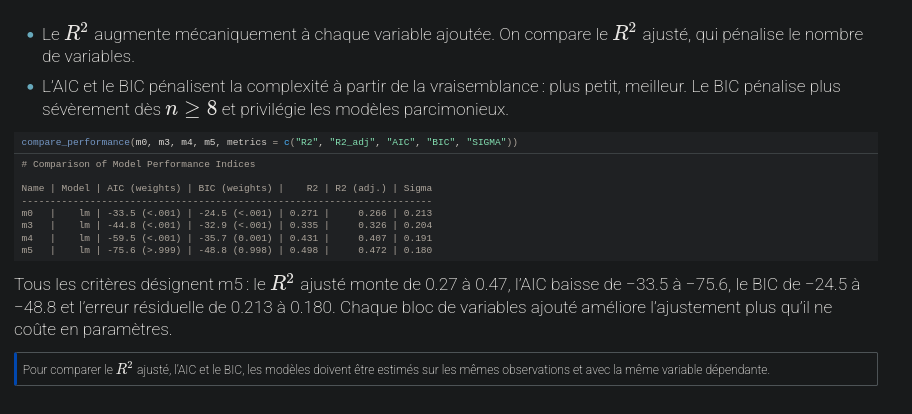 • Le R² augmente mécaniquement à chaque variable ajoutée. On compare le R² ajusté, qui pénalise le nombre
de variables.
• L'AIC et le BIC pénalisent la complexité à partir de la vraisemblance : plus petit, meilleur. Le BIC pénalise plus
sévèrement dès n ≥ 8 et privilégie les modèles parcimonieux.
compare_performance(m0, m3, m4, m5, metrics = c("R2", "R2_adj", "AIC", "BIC", "SIGMA"))
# Comparison of Model Performance Indices
Name | Model | AIC (weights) | BIC (weights) |    R2 | R2 (adj.) | Sigma
------------------------------------------------------------------------
m0   |    lm | -33.5 (<.001) | -24.5 (<.001) | 0.271 |     0.266 | 0.213
m3   |    lm | -44.8 (<.001) | -32.9 (<.001) | 0.335 |     0.326 | 0.204
m4   |    lm | -59.5 (<.001) | -35.7 (0.001) | 0.431 |     0.407 | 0.191
m5   |    lm | -75.6 (>.999) | -48.8 (0.998) | 0.498 |     0.472 | 0.180
Tous les critères désignent m5 : le R² ajusté monte de 0.27 à 0.47, l'AIC baisse de −33.5 à −75.6, le BIC de −24.5 à
−48.8 et l'erreur résiduelle de 0.213 à 0.180. Chaque bloc de variables ajouté améliore l'ajustement plus qu'il ne
coûte en paramètres.
Pour comparer le R² ajusté, l'AIC et le BIC, les modèles doivent être estimés sur les mêmes observations et avec la même variable dépendante.